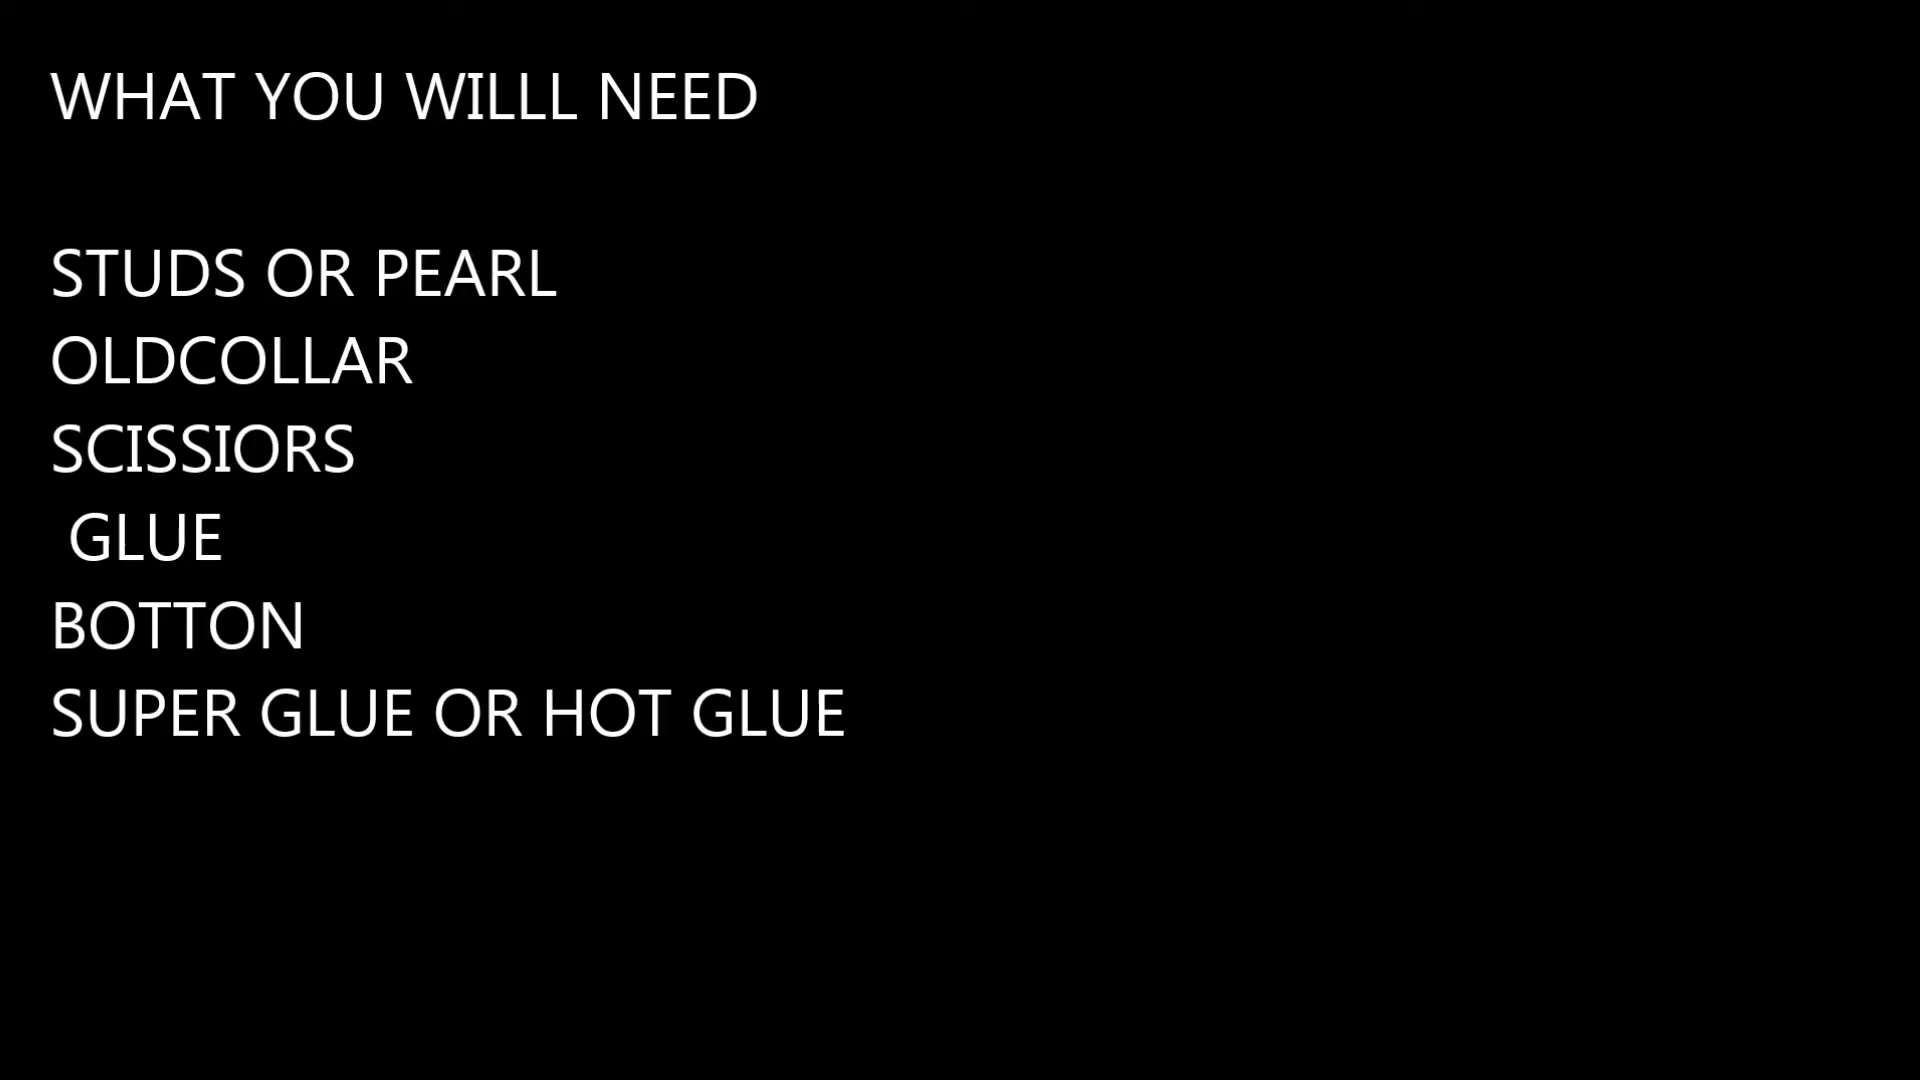 WHAT YOU WILLL NEED
STUDS OR PEARL
OLDCOLLAR
SCISSIORS
GLUE
BOTTON
SUPER GLUE OR HOT GLUE